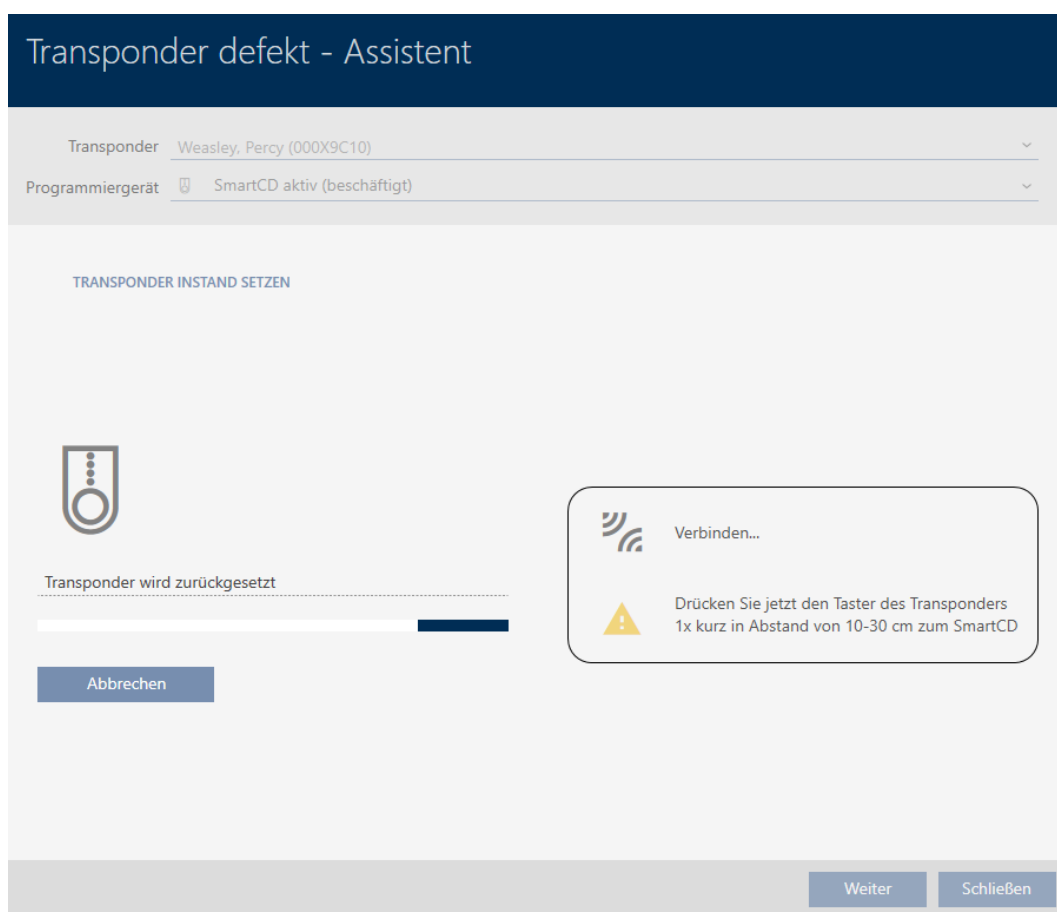 Transponder defekt - Assistent
Transponder Weasley, Percy (000X9C10)
Programmiergerät SmartCD aktiv (beschäftigt)
TRANSPONDER INSTAND SETZEN
Verbinden...
Transponder wird zurückgesetzt
Drücken Sie jetzt den Taster des Transponders
1x kurz in Abstand von 10-30 cm zum SmartCD
Abbrechen
Weiter Schließen